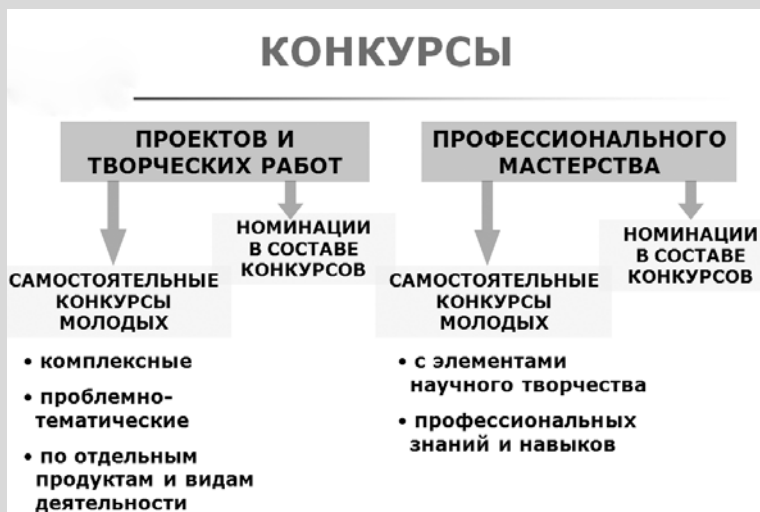 КОНКУРСЫ
ПРОЕКТОВ И
ТВОРЧЕСКИХ РАБОТ
НОМИНАЦИИ
В СОСТАВЕ
КОНКУРСОВ
САМОСТОЯТЕЛЬНЫЕ
КОНКУРСЫ
МОЛОДЫХ
• комплексные
• проблемно-
тематические
• по отдельным
продуктам и видам
деятельности
ПРОФЕССИОНАЛЬНОГО
МАСТЕРСТВА
НОМИНАЦИИ
В СОСТАВЕ
КОНКУРСОВ
САМОСТОЯТЕЛЬНЫЕ
КОНКУРСЫ
МОЛОДЫХ
• с элементами
научного творчества
• профессиональных
знаний и навыков